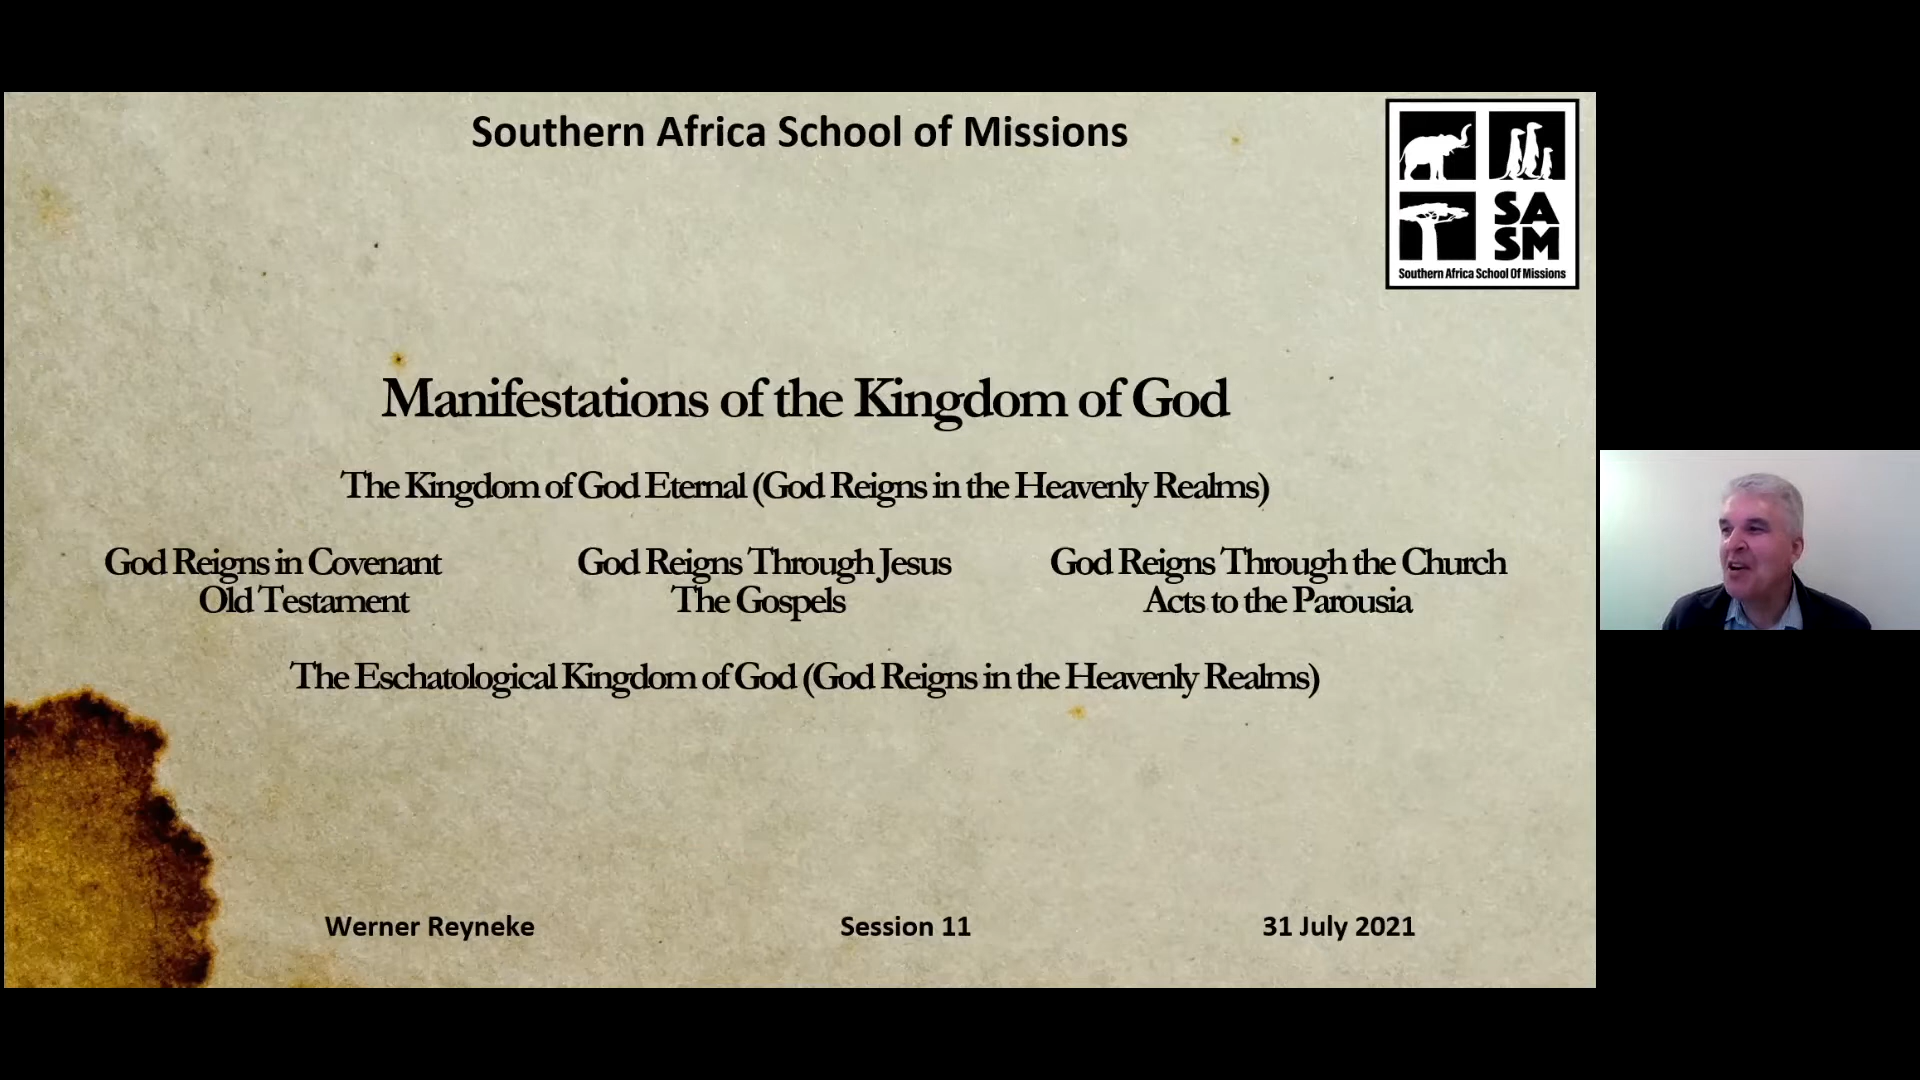 Southern Africa School of Missions
SA
SM
Southern Africa School Of Missions
Manifestations of the Kingdom of God
The Kingdom of God Eternal (God Reigns in the Heavenly Realms)
God Reigns in Covenant
Old Testament
God Reigns Through Jesus
The Gospels
God Reigns Through the Church
Acts to the Parousia
The Eschatological Kingdom of God (God Reigns in the Heavenly Realms)
Werner Reyneke
Session 11
31 July 2021